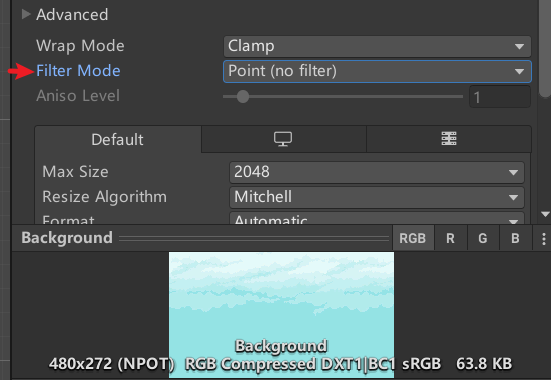 Advanced
Wrap Mode Clamp
Filter Mode Point (no filter)
Aniso Level 1
Default
Max Size 2048
Resize Algorithm Mitchell
Format Automatic
Background RGB R G B
Background
480x272 (NPOT) RGB Compressed DXT1|BC1 sRGB 63.8 KB